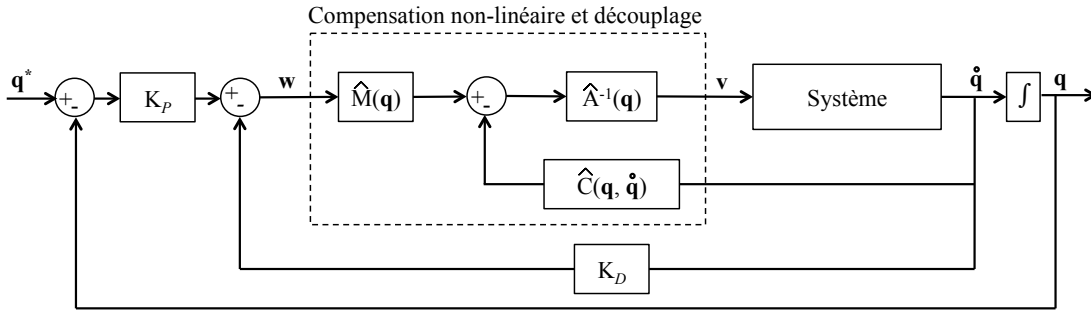 Compensation non-linéaire et découplage
q*
+
-
K_P
+
-
w
M̂(q)
+
-
Â⁻¹(q)
v
Système
q̊
∫
q
Ĉ(q, q̊)
K_D